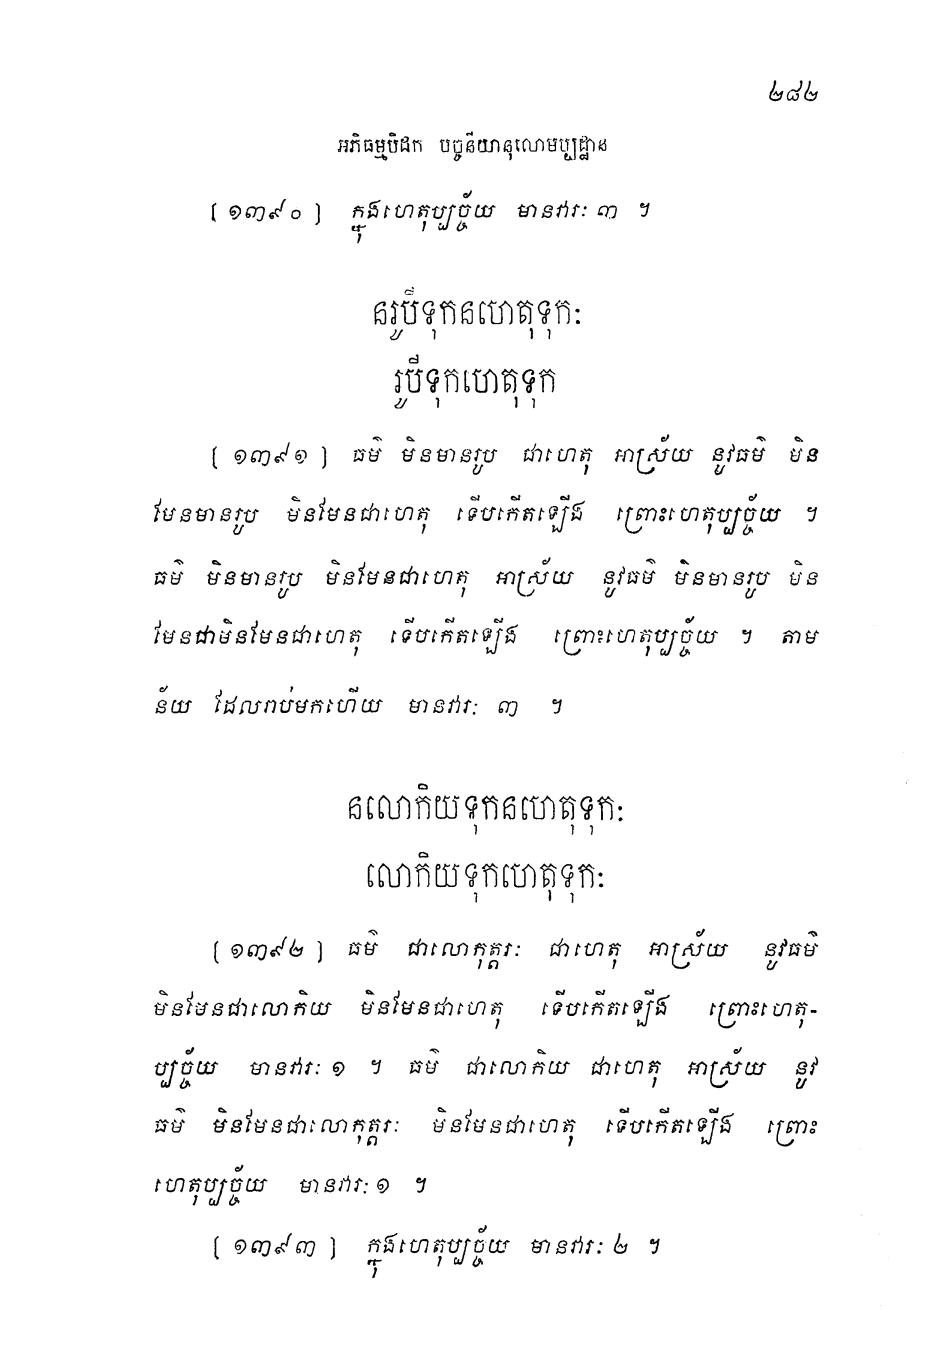 ២៨២
អភិធម្មបិដក បច្ចនីយានុលោមប្បដ្ឋាន
[១៣៩០] ក្នុងហេតុប្បច្ច័យ មានវារៈ ៣ ។
នរូបីទុកនហេតុទុកៈ
រូបីទុកហេតុទុក
[១៣៩១] ធម៌ មិនមានរូប ជាហេតុ អាស្រ័យ នូវធម៌ មិន
មែនមានរូប មិនមែនជាហេតុ ទើបកើតឡើង ព្រោះហេតុប្បច្ច័យ ។
ធម៌ មិនមានរូប មិនមែនជាហេតុ អាស្រ័យ នូវធម៌ មិនមានរូប មិន
មែនជាមិនមែនជាហេតុ ទើបកើតឡើង ព្រោះហេតុប្បច្ច័យ ។ តាម
ន័យ ដែលរាប់មកហើយ មានវារៈ ៣ ។
នលោកិយទុកនហេតុទុកៈ
លោកិយទុកហេតុទុកៈ
[១៣៩២] ធម៌ ជាលោកុត្តរៈ ជាហេតុ អាស្រ័យ នូវធម៌
មិនមែនជាលោកិយ មិនមែនជាហេតុ ទើបកើតឡើង ព្រោះហេតុ-
ប្បច្ច័យ មានវារៈ ១ ។ ធម៌ ជាលោកិយ ជាហេតុ អាស្រ័យ នូវ
ធម៌ មិនមែនជាលោកុត្តរៈ មិនមែនជាហេតុ ទើបកើតឡើង ព្រោះ
ហេតុប្បច្ច័យ មានវារៈ ១ ។
[១៣៩៣] ក្នុងហេតុប្បច្ច័យ មានវារៈ ២ ។